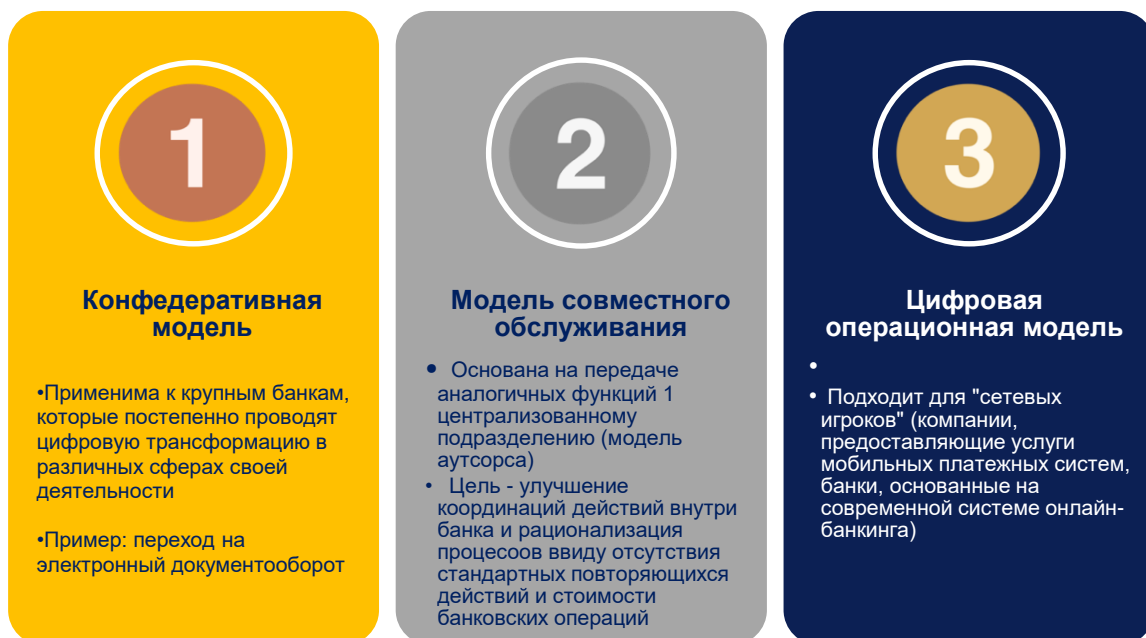 1
Конфедеративная
модель
•Применима к крупным банкам,
которые постепенно проводят
цифровую трансформацию в
различных сферах своей
деятельности
•Пример: переход на
электронный документооборот
2
Модель совместного
обслуживания
• Основана на передаче
аналогичных функций 1
централизованному
подразделению (модель
аутсорса)
• Цель - улучшение
координаций действий внутри
банка и рационализация
процесоов ввиду отсутствия
стандартных повторяющихся
действий и стоимости
банковских операций
3
Цифровая
операционная модель
•
• Подходит для "сетевых
игроков" (компании,
предоставляющие услуги
мобильных платежных систем,
банки, основанные на
современной системе онлайн-
банкинга)